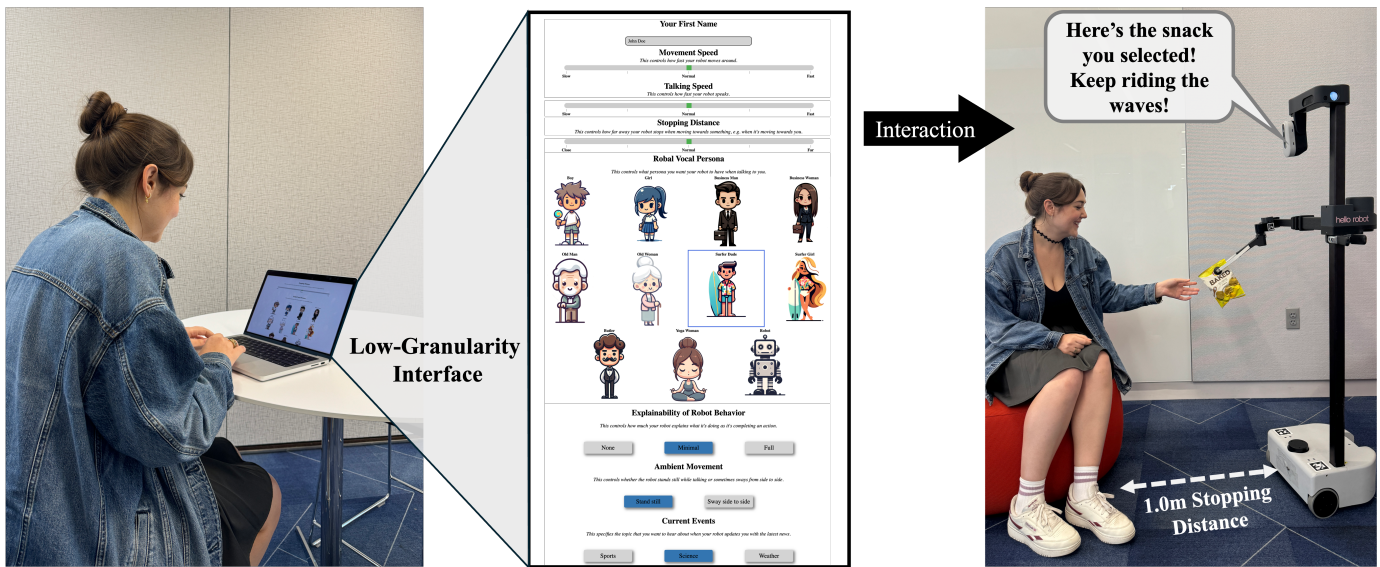 Low-Granularity
Interface
Your First Name
John Doe
Movement Speed
This controls how fast your robot moves around.
Slow Normal Fast
Talking Speed
This controls how fast your robot speaks.
Slow Normal Fast
Stopping Distance
This controls how far away your robot stops when moving towards something, e.g. when it's moving towards you.
Close Normal Far
Robal Vocal Persona
This controls what persona you want your robot to have when talking to you.
Boy Girl Business Man Business Woman
Old Man Old Woman Surfer Dude Surfer Girl
Butler Yoga Woman Robot
Explainability of Robot Behavior
This controls how much your robot explains what it's doing as it's completing an action.
None Minimal Full
Ambient Movement
This controls whether the robot stands still while talking or sometimes sways from side to side.
Stand still Sway side to side
Current Events
This specifies the topic that you want to hear about when your robot updates you with the latest news.
Sports Science Weather
Interaction
Here's the snack
you selected!
Keep riding the
waves!
hello robot
BAKED
1.0m Stopping
Distance